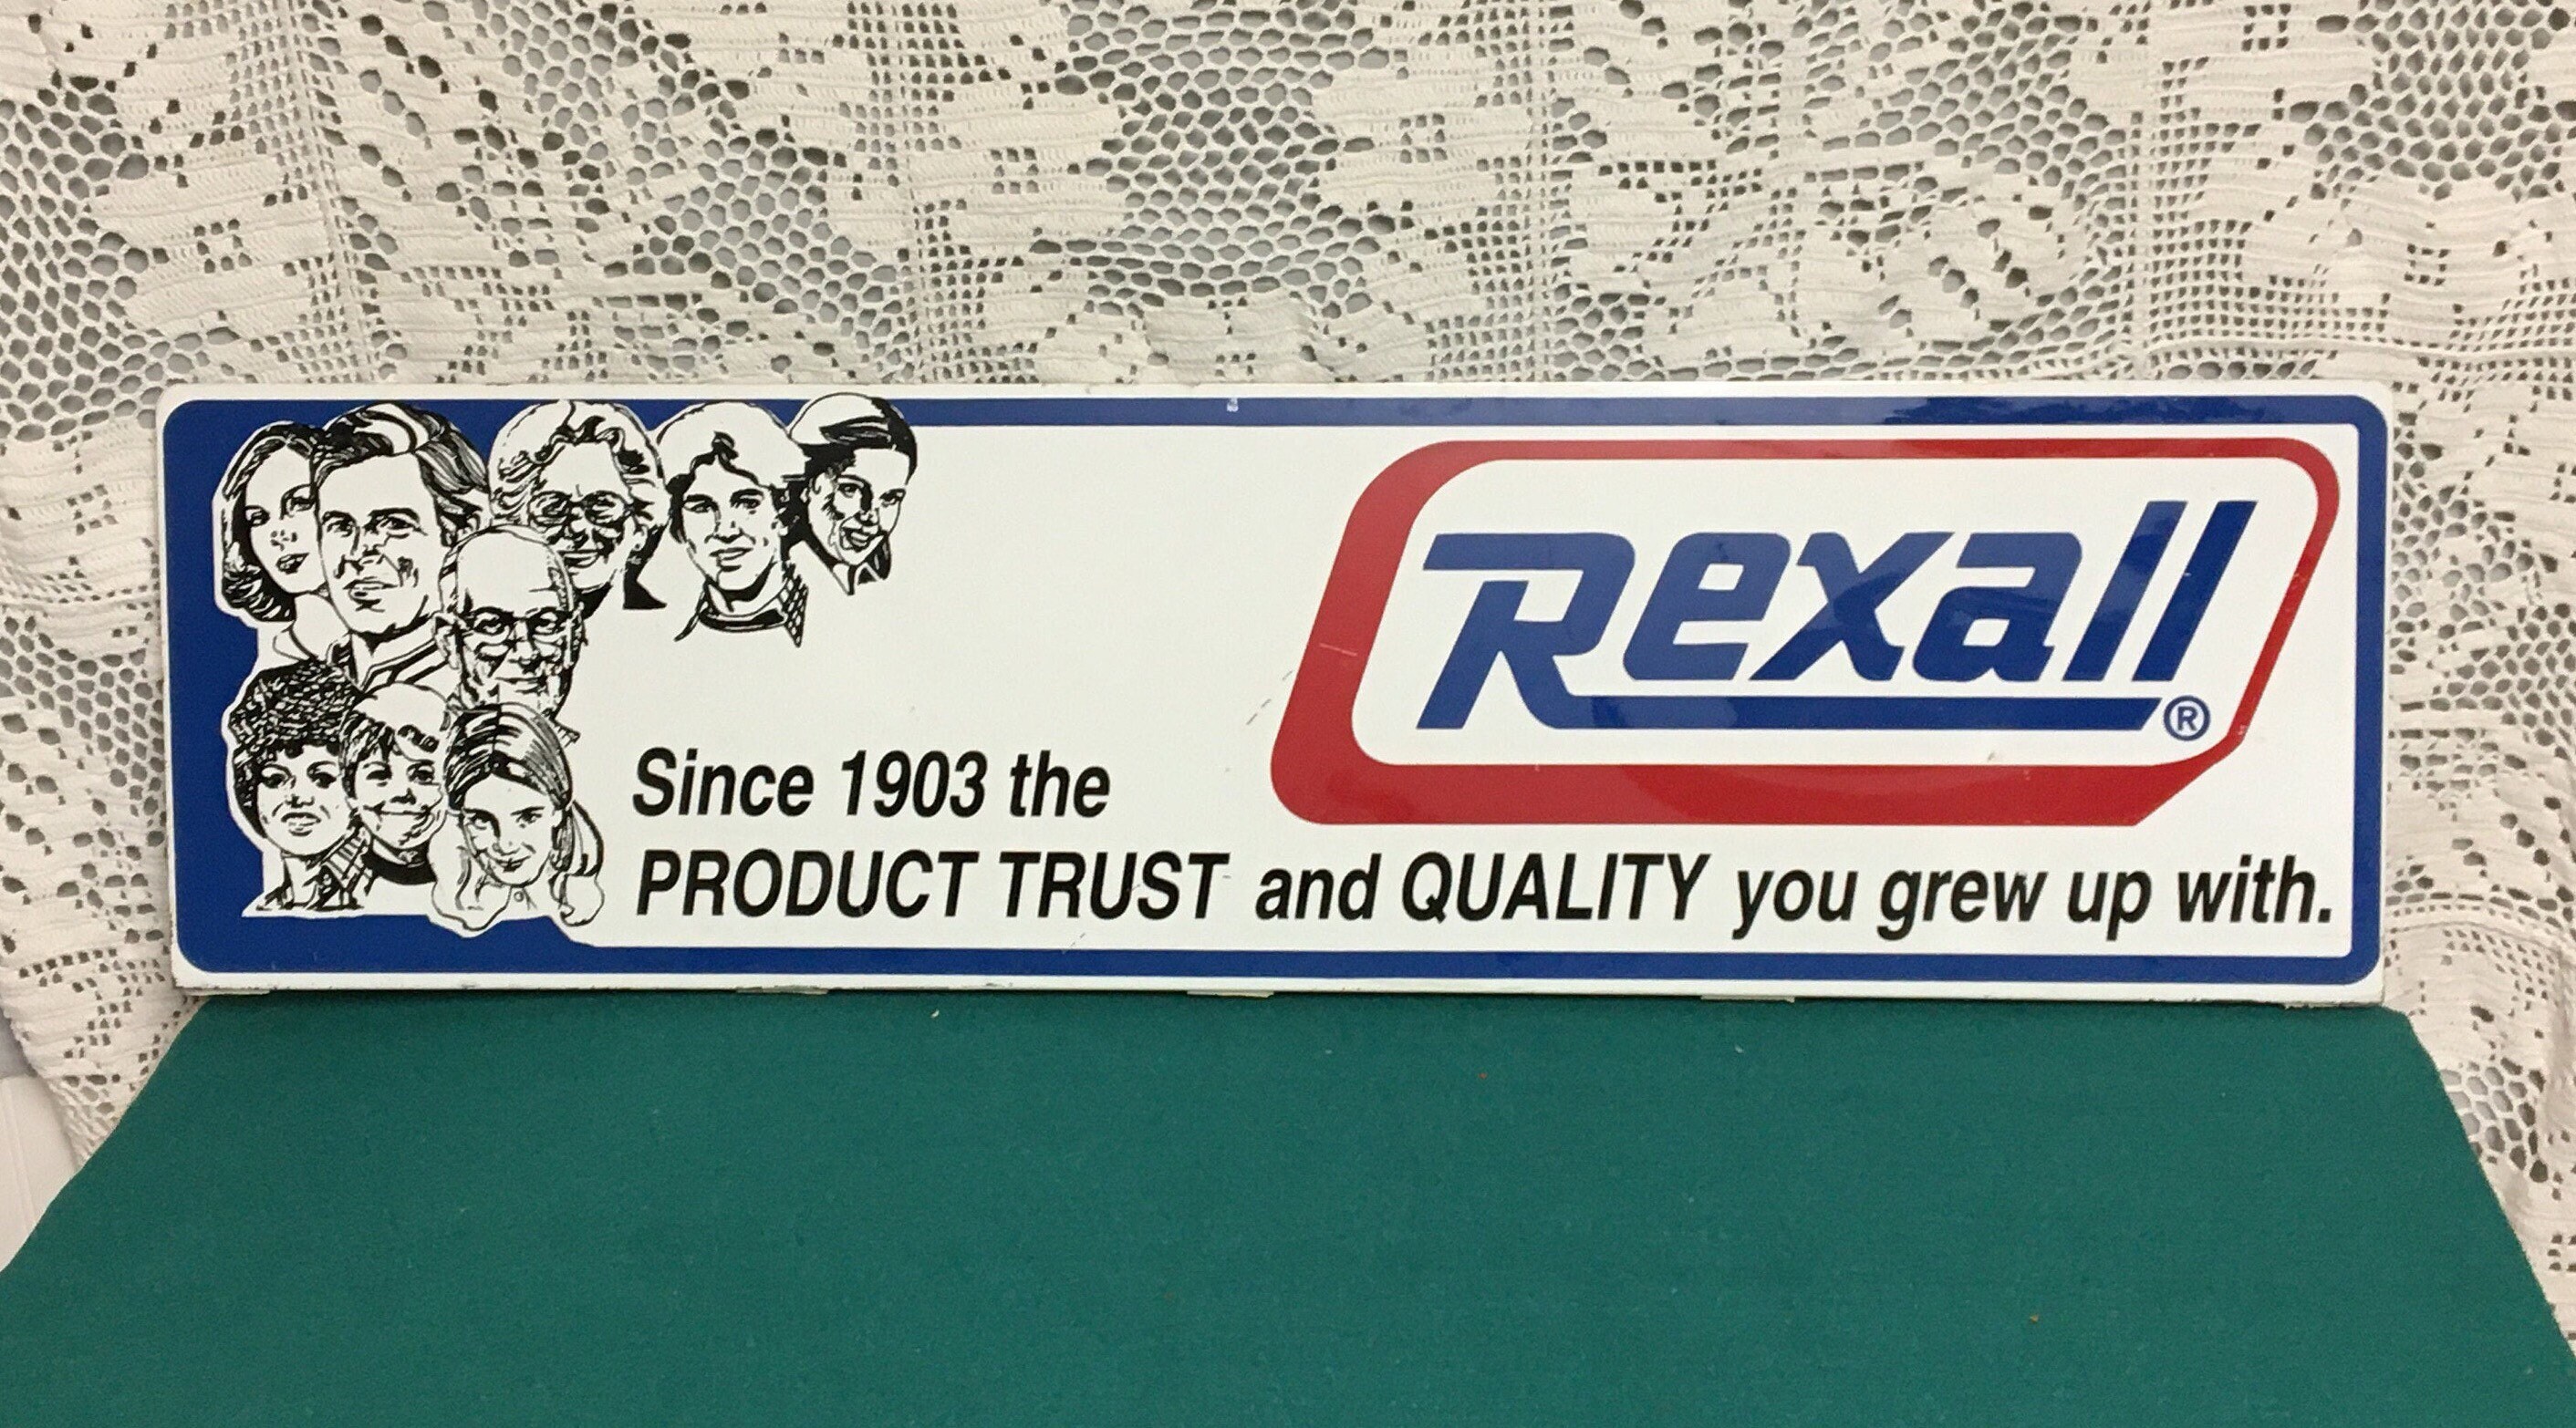 Rexall®
Since 1903 the
PRODUCT TRUST and QUALITY you grew up with.